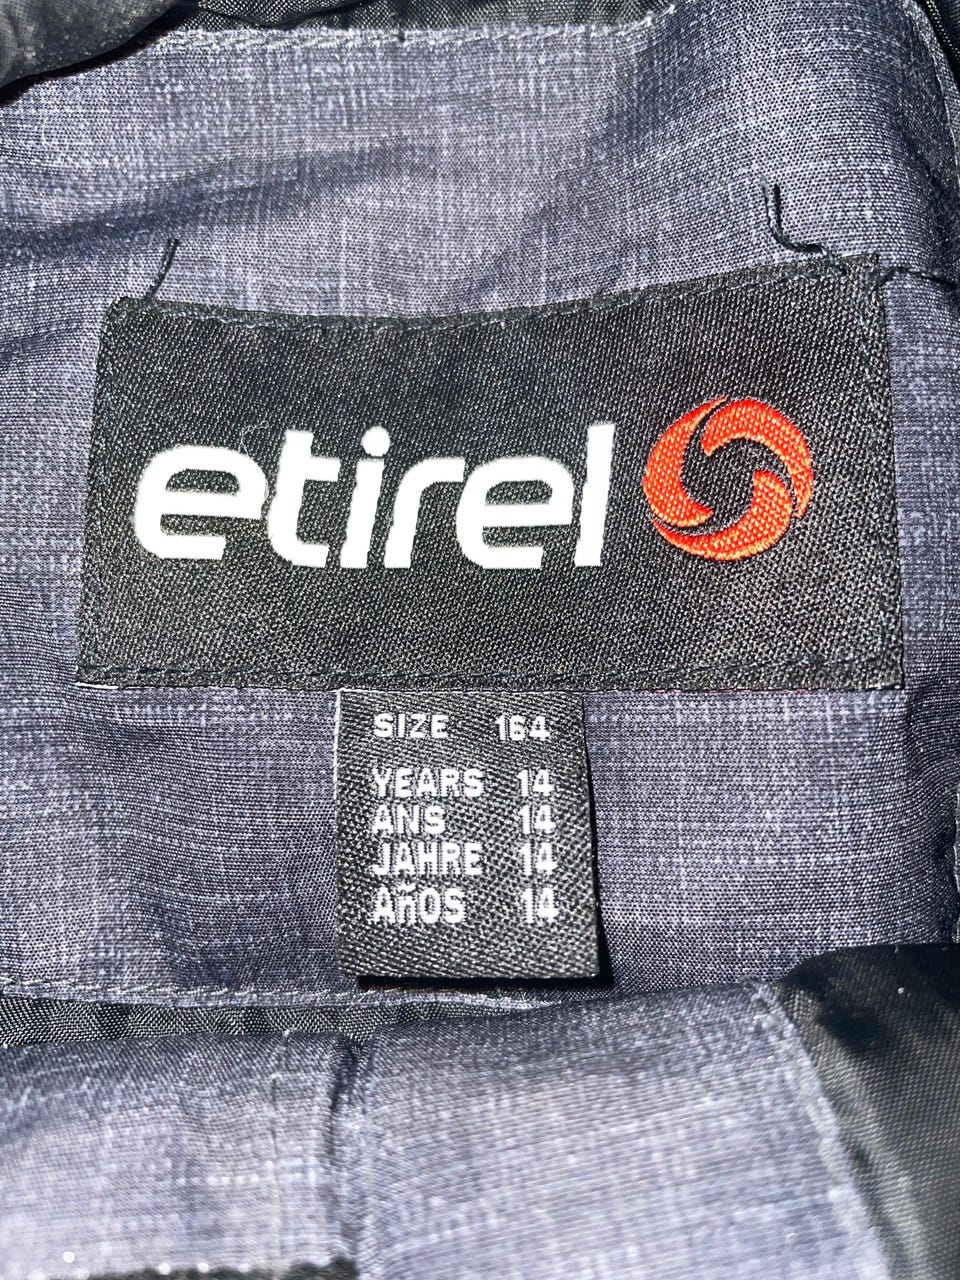 etirel
SIZE 164
YEARS 14
ANS 14
JAHRE 14
AñOS 14